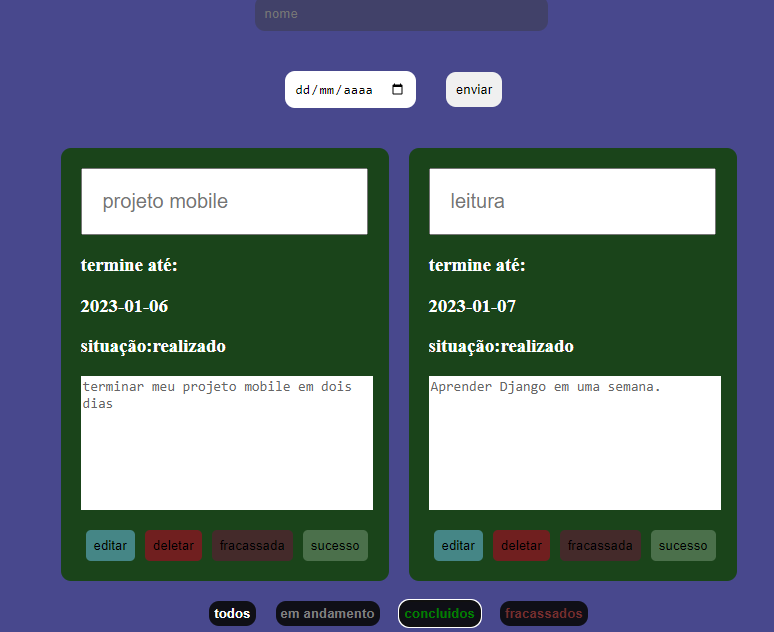 nome
dd/mm/aaaa enviar
projeto mobile
termine até:
2023-01-06
situação:realizado
terminar meu projeto mobile em dois
dias
editar deletar fracassada sucesso
leitura
termine até:
2023-01-07
situação:realizado
Aprender Django em uma semana.
editar deletar fracassada sucesso
todos em andamento concluidos fracassados